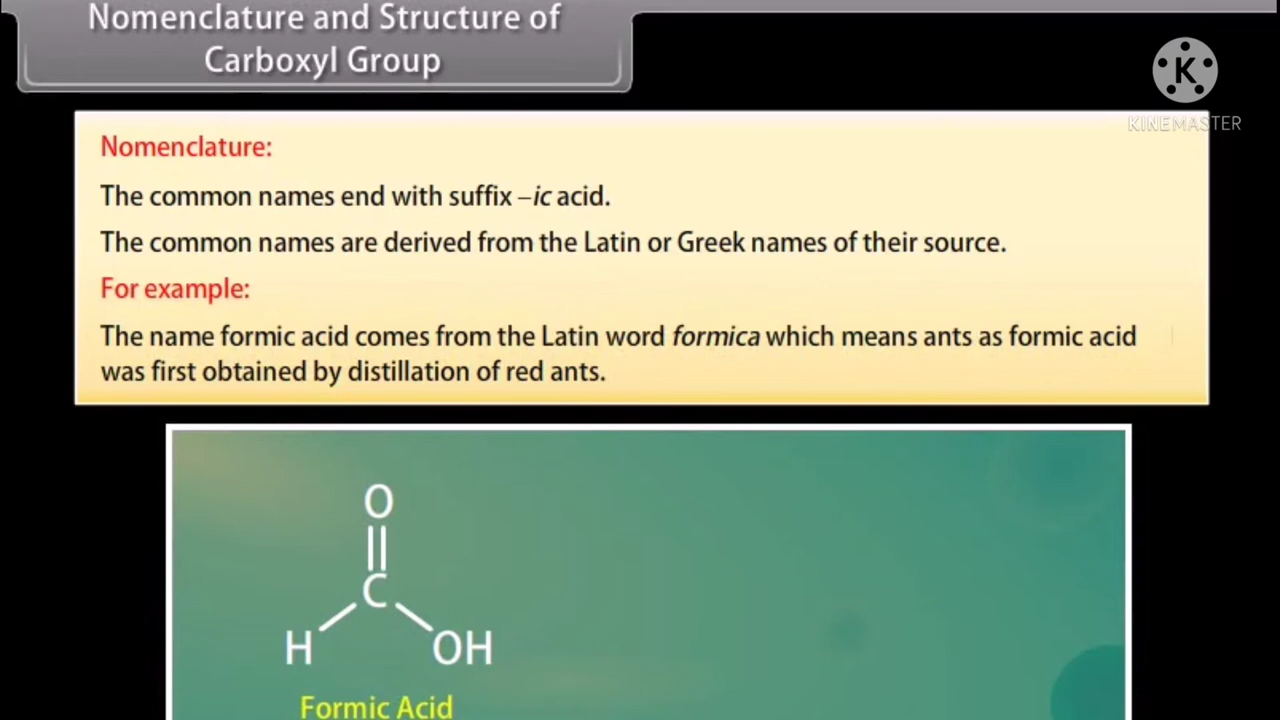 Nomenclature and Structure of
Carboxyl Group
K
KINEMASTER
Nomenclature:
The common names end with suffix –ic acid.
The common names are derived from the Latin or Greek names of their source.
For example:
The name formic acid comes from the Latin word formica which means ants as formic acid
was first obtained by distillation of red ants.
O
C
H OH
Formic Acid